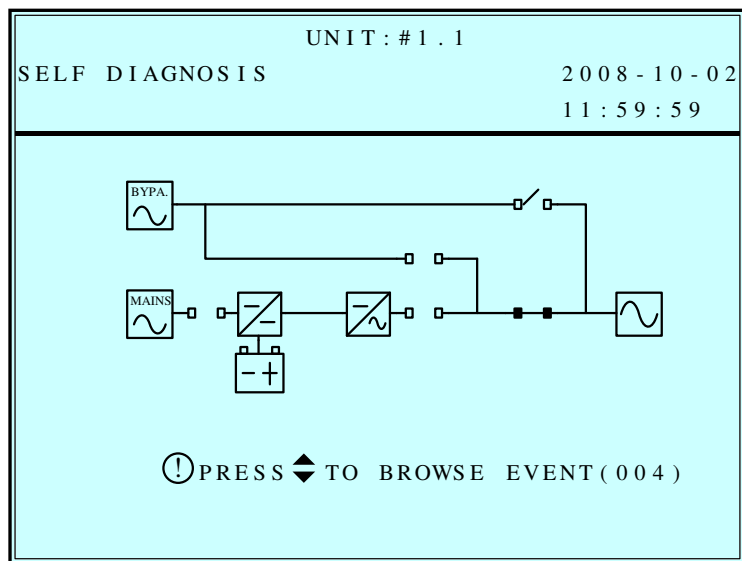 UNIT:#1.1
SELF DIAGNOSIS
2008-10-02
11:59:59
BYPA.
MAINS
PRESS TO BROWSE EVENT(004)